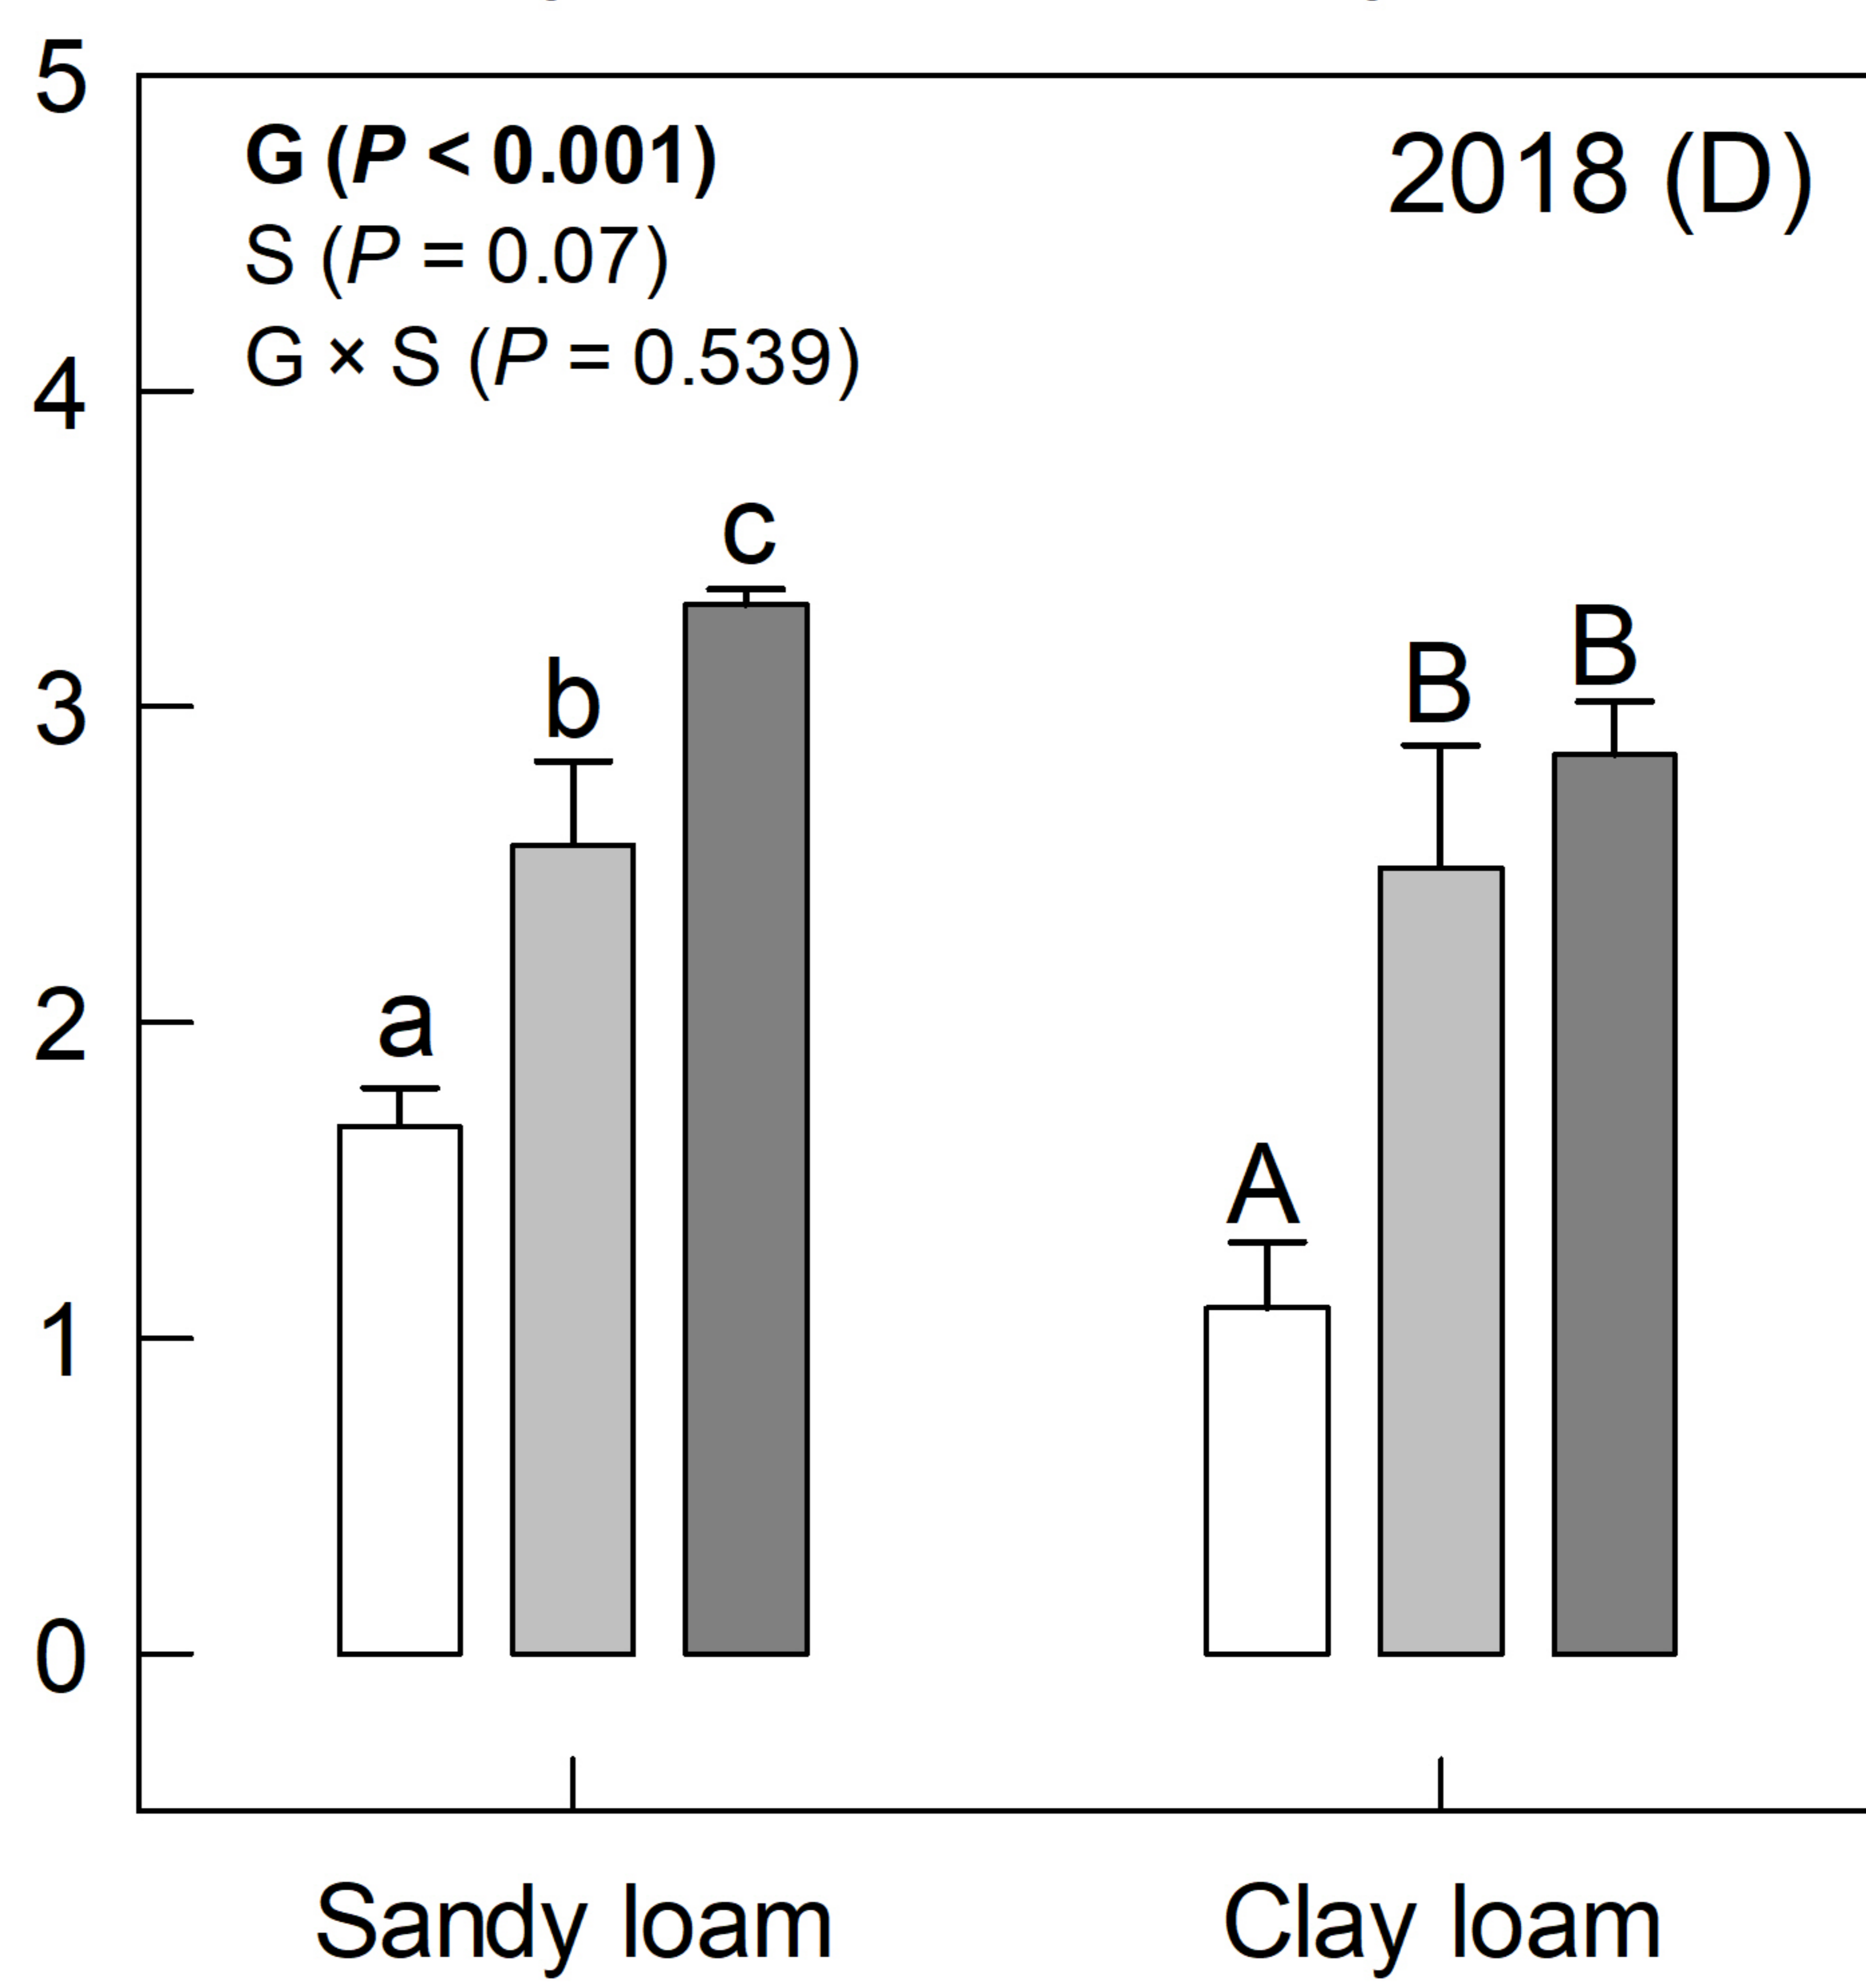 5
G (P < 0.001)
2018 (D)
S (P = 0.07)
G × S (P = 0.539)
4
c
3
b
B
B
2
a
A
1
0
Sandy loam
Clay loam